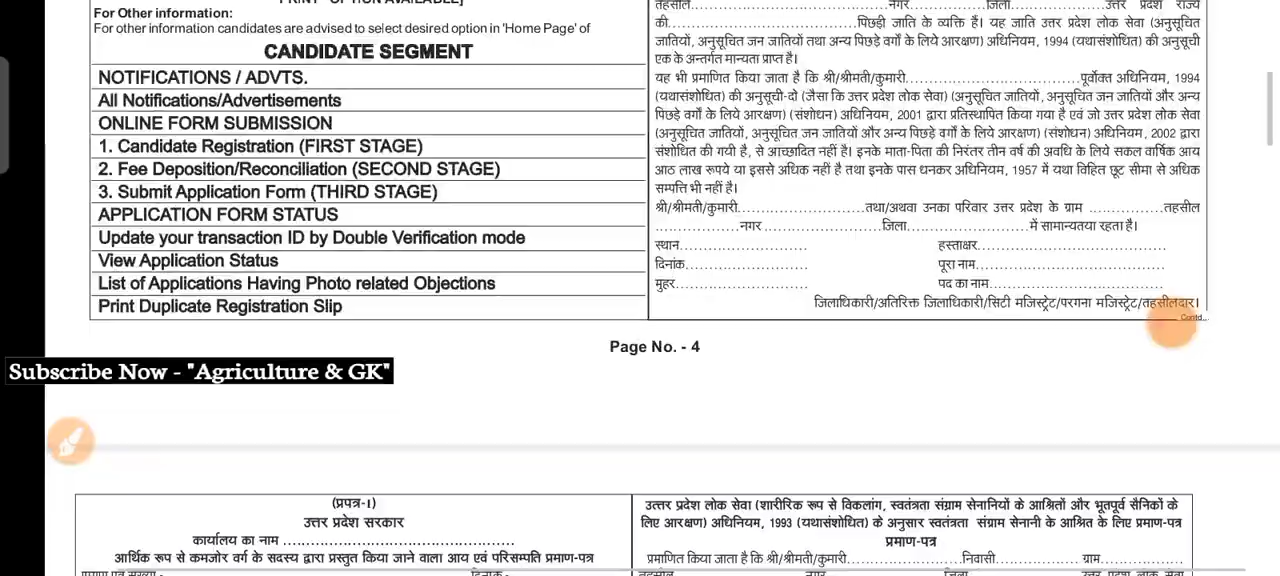 For Other information:
For other information candidates are advised to select desired option in 'Home Page' of
CANDIDATE SEGMENT
NOTIFICATIONS / ADVTS.
All Notifications/Advertisements
ONLINE FORM SUBMISSION
1. Candidate Registration (FIRST STAGE)
2. Fee Deposition/Reconciliation (SECOND STAGE)
3. Submit Application Form (THIRD STAGE)
APPLICATION FORM STATUS
Update your transaction ID by Double Verification mode
View Application Status
List of Applications Having Photo related Objections
Print Duplicate Registration Slip
तहसील..............................नगर..............................जिला..............................उत्तर प्रदेश राज्य
की........................................पिछड़ी जाति के व्यक्ति हैं। यह जाति उत्तर प्रदेश लोक सेवा (अनुसूचित
जातियों, अनुसूचित जन जातियों तथा अन्य पिछड़े वर्गों के लिये आरक्षण) अधिनियम, 1994 (यथासंशोधित) की अनुसूची
एक के अन्तर्गत मान्यता प्राप्त है।
यह भी प्रमाणित किया जाता है कि श्री/श्रीमती/कुमारी...................................पूर्वोक्त अधिनियम, 1994
(यथासंशोधित) की अनुसूची-दो (जैसा कि उत्तर प्रदेश लोक सेवा) (अनुसूचित जातियों, अनुसूचित जन जातियों और अन्य
पिछड़े वर्गों के लिये आरक्षण) (संशोधन) अधिनियम, 2001 द्वारा प्रतिस्थापित किया गया है एवं जो उत्तर प्रदेश लोक सेवा
(अनुसूचित जातियों, अनुसूचित जन जातियों और अन्य पिछड़े वर्गों के लिये आरक्षण) (संशोधन) अधिनियम, 2002 द्वारा
संशोधित की गयी है, से आच्छादित नहीं है। इनके माता-पिता की निरंतर तीन वर्ष की अवधि के लिये सकल वार्षिक आय
आठ लाख रूपये या इससे अधिक नहीं है तथा इनके पास धनकर अधिनियम, 1957 में यथा विहित छूट सीमा से अधिक
सम्पत्ति भी नहीं है।
श्री/श्रीमती/कुमारी..........................तथा/अथवा उनका परिवार उत्तर प्रदेश के ग्राम ...............तहसील
.................नगर .........................जिला.........................में सामान्यतया रहता है।
स्थान.......................... हस्ताक्षर.......................................
दिनांक......................... पूरा नाम.......................................
मुहर........................... पद का नाम....................................
जिलाधिकारी/अतिरिक्त जिलाधिकारी/सिटी मजिस्ट्रेट/परगना मजिस्ट्रेट/तहसीलदार।
Contd...
Page No. - 4
Subscribe Now - "Agriculture & GK"
(प्रपत्र-I)
उत्तर प्रदेश सरकार
कार्यालय का नाम ................................................
आर्थिक रूप से कमजोर वर्ग के सदस्य द्वारा प्रस्तुत किया जाने वाला आय एवं परिसम्पति प्रमाण-पत्र
प्रमाण पत्र संख्या - दिनांक-
उत्तर प्रदेश लोक सेवा (शारीरिक रूप से विकलांग, स्वतंत्रता संग्राम सेनानियों के आश्रितों और भूतपूर्व सैनिकों के
लिए आरक्षण) अधिनियम, 1993 (यथासंशोधित) के अनुसार स्वतंत्रता संग्राम सेनानी के आश्रित के लिए प्रमाण-पत्र
प्रमाण-पत्र
प्रमाणित किया जाता है कि श्री/श्रीमती/कुमारी.......................निवासी....................ग्राम....................
तहसील नगर जिला उत्तर प्रदेश